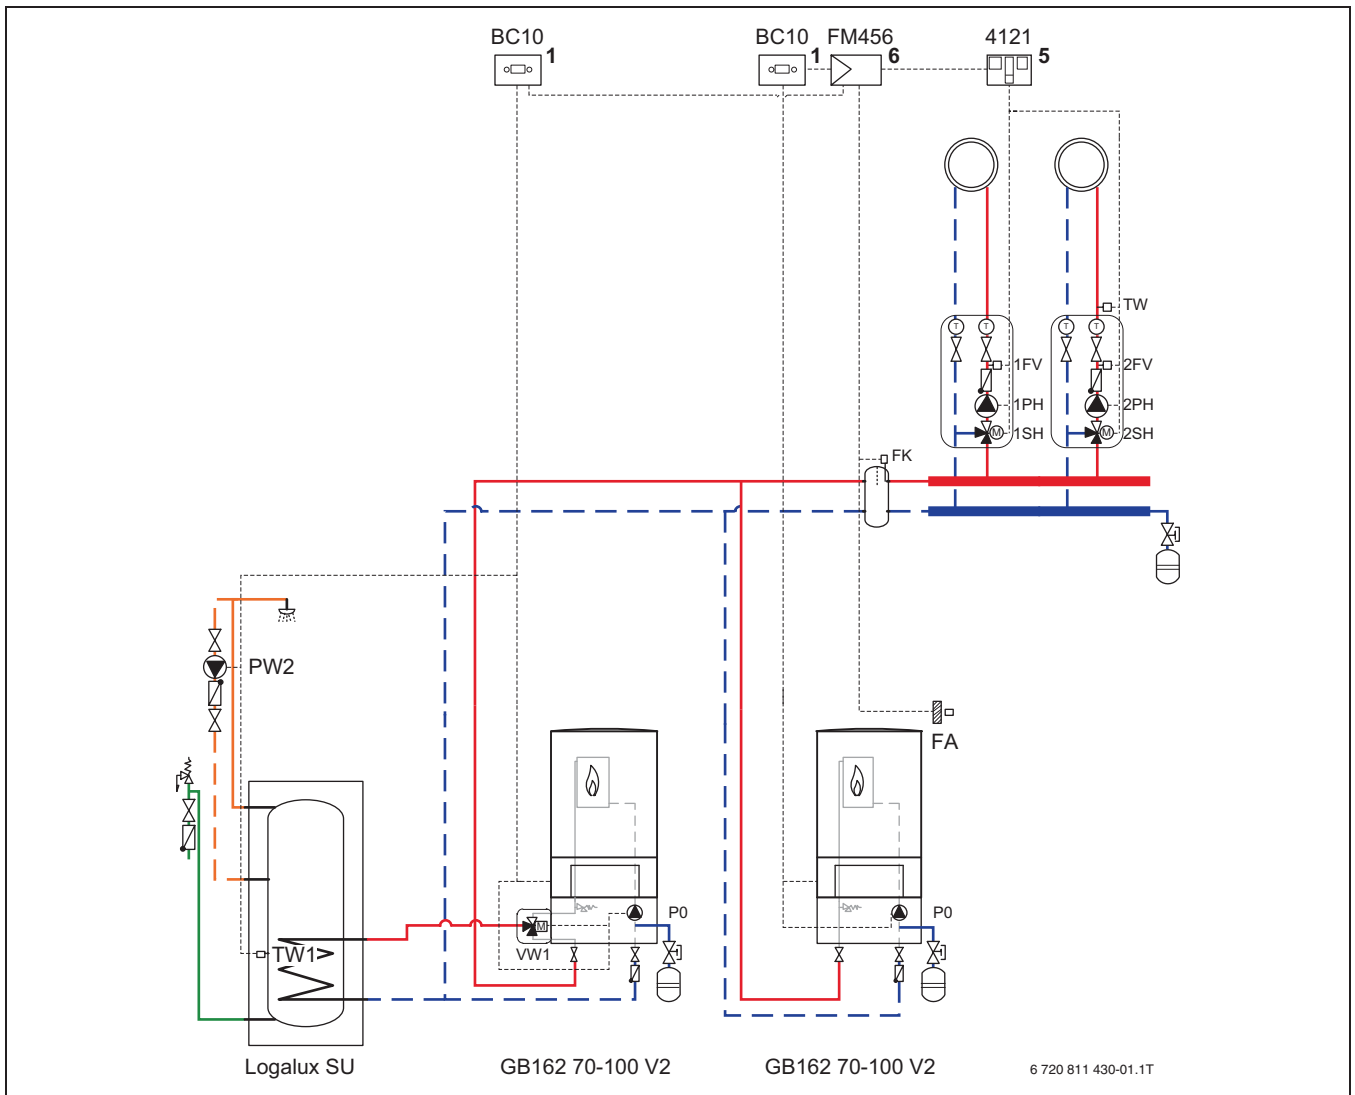 BC10 1
BC10 1 FM456 6
4121 5
TW
T T T T
1FV 2FV
1PH 2PH
M 1SH M 2SH
FK
PW2
FA
P0 P0
M
VW1
TW1
Logalux SU
GB162 70-100 V2
GB162 70-100 V2
6 720 811 430-01.1T